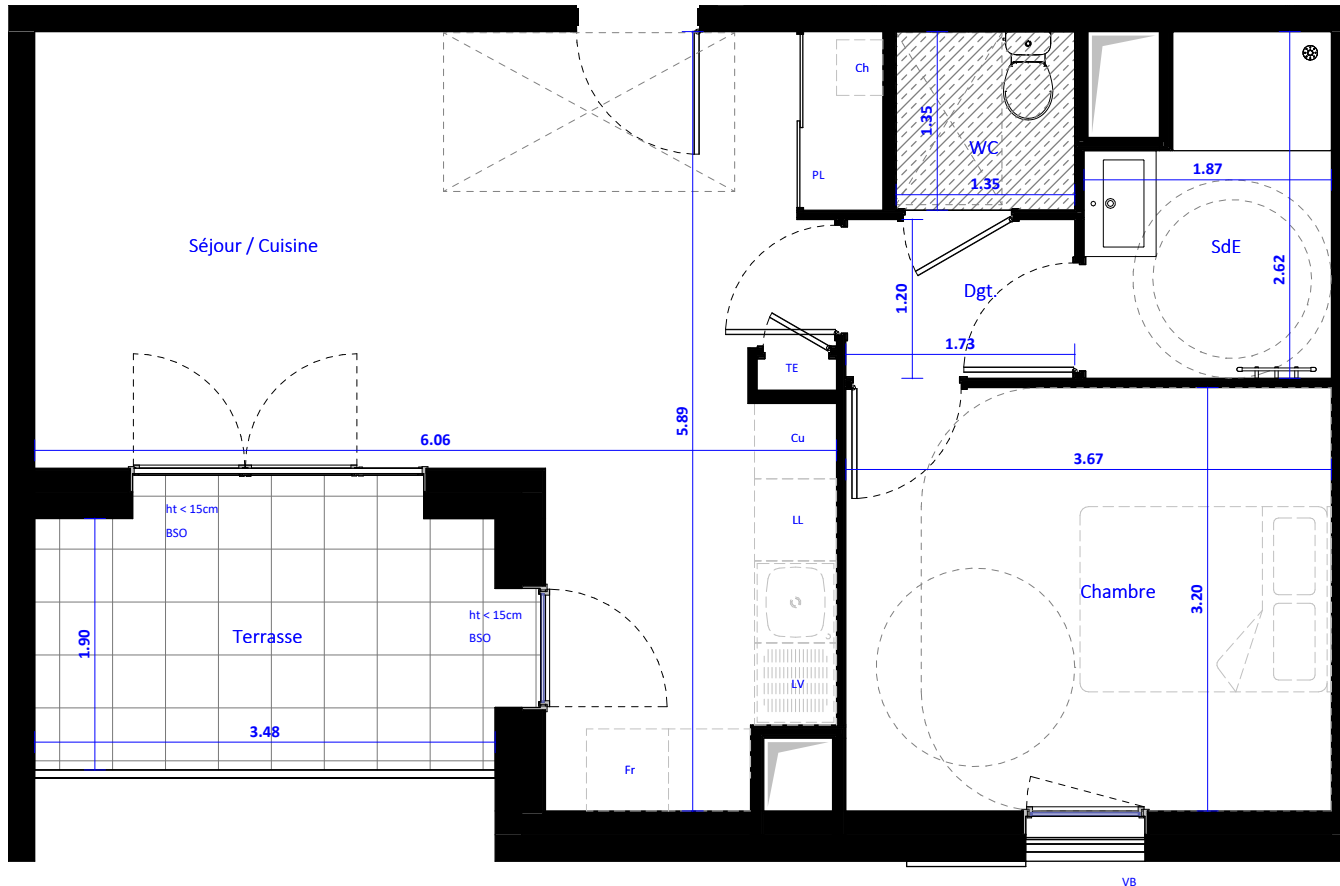 Ch
1.35
WC
PL
1.35
1.87
Séjour / Cuisine
SdE
2.62
1.20
Dgt.
1.73
TE
5.89
6.06
Cu
3.67
ht < 15cm
BSO
LL
Chambre
3.20
ht < 15cm
BSO
1.90
Terrasse
LV
3.48
Fr
VB